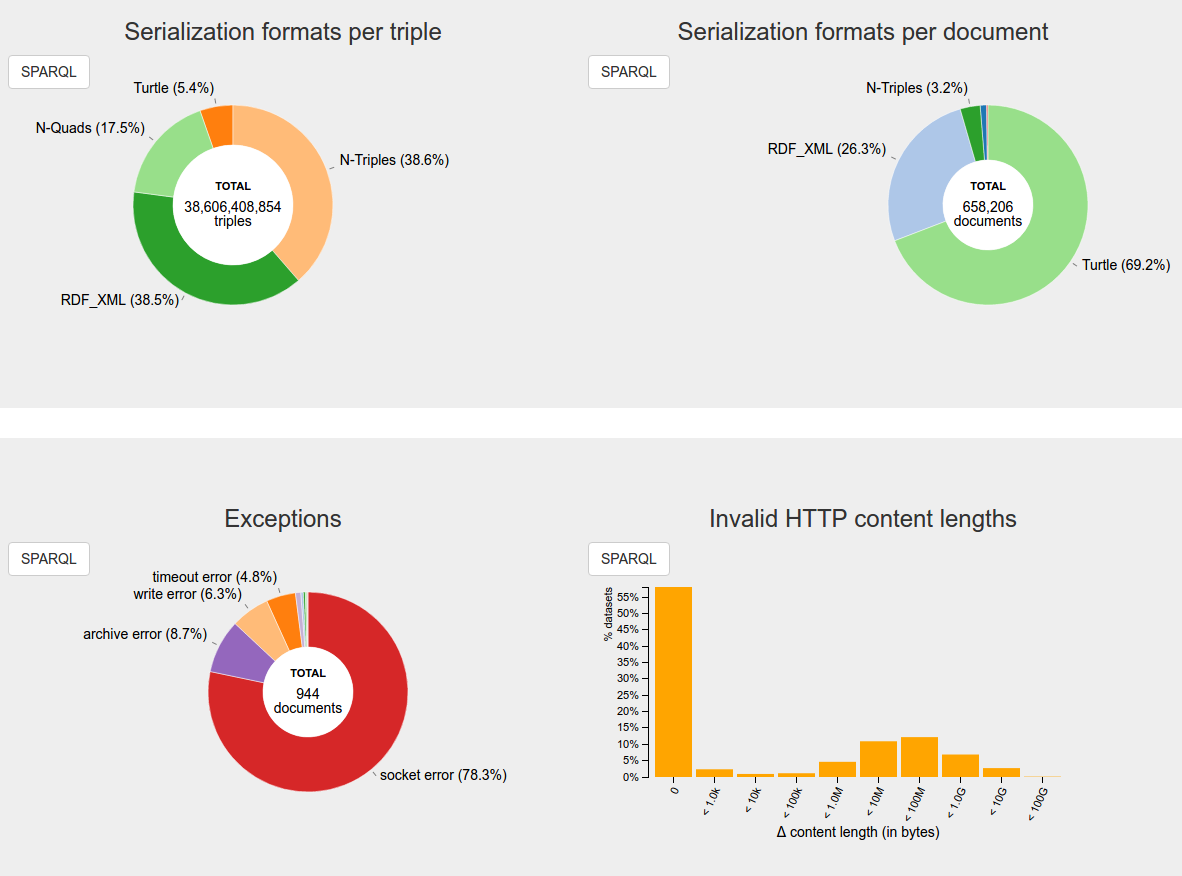 Serialization formats per triple
SPARQL
Turtle (5.4%)
N-Quads (17.5%)
N-Triples (38.6%)
TOTAL
38,606,408,854
triples
RDF_XML (38.5%)
Serialization formats per document
SPARQL
N-Triples (3.2%)
RDF_XML (26.3%)
TOTAL
658,206
documents
Turtle (69.2%)
Exceptions
SPARQL
timeout error (4.8%)
write error (6.3%)
archive error (8.7%)
TOTAL
944
documents
socket error (78.3%)
Invalid HTTP content lengths
SPARQL
% datasets
55%
50%
45%
40%
35%
30%
25%
20%
15%
10%
5%
0%
0
< 1.0k
< 10k
< 100k
< 1.0M
< 10M
< 100M
< 1.0G
< 10G
< 100G
Δ content length (in bytes)